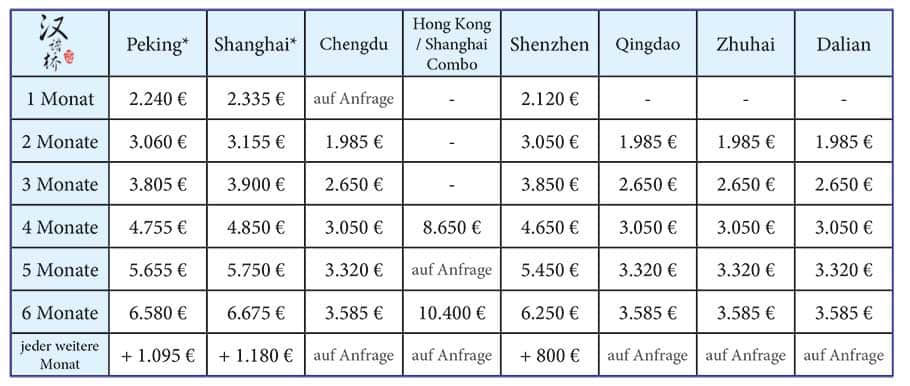 汉语桥
Peking* Shanghai* Chengdu Hong Kong / Shanghai Combo Shenzhen Qingdao Zhuhai Dalian
1 Monat 2.240 € 2.335 € auf Anfrage - 2.120 € - - -
2 Monate 3.060 € 3.155 € 1.985 € - 3.050 € 1.985 € 1.985 € 1.985 €
3 Monate 3.805 € 3.900 € 2.650 € - 3.850 € 2.650 € 2.650 € 2.650 €
4 Monate 4.755 € 4.850 € 3.050 € 8.650 € 4.650 € 3.050 € 3.050 € 3.050 €
5 Monate 5.655 € 5.750 € 3.320 € auf Anfrage 5.450 € 3.320 € 3.320 € 3.320 €
6 Monate 6.580 € 6.675 € 3.585 € 10.400 € 6.250 € 3.585 € 3.585 € 3.585 €
jeder weitere Monat + 1.095 € + 1.180 € auf Anfrage auf Anfrage + 800 € auf Anfrage auf Anfrage auf Anfrage